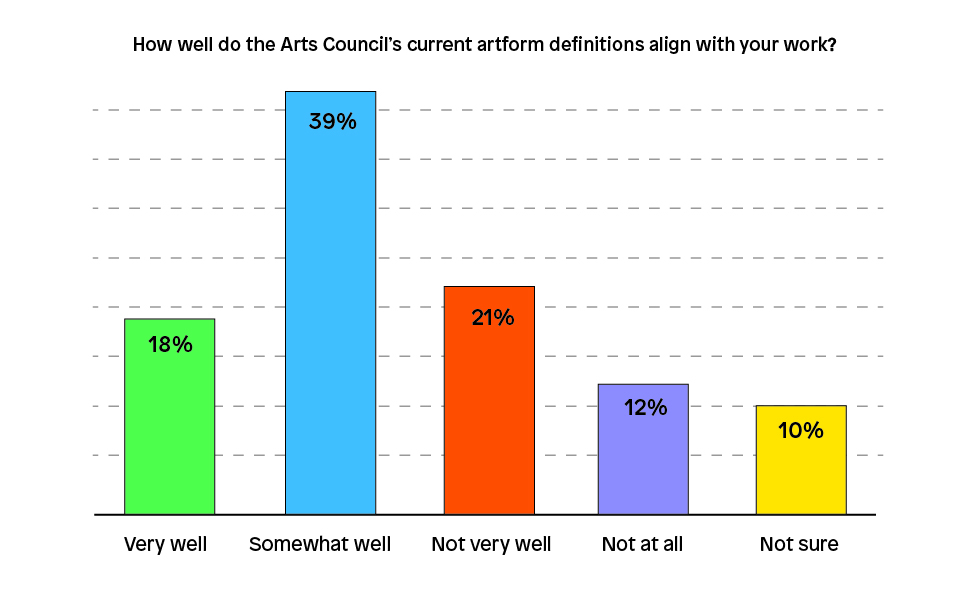 How well do the Arts Council’s current artform definitions align with your work?
39%
21%
18%
12%
10%
Very well
Somewhat well
Not very well
Not at all
Not sure